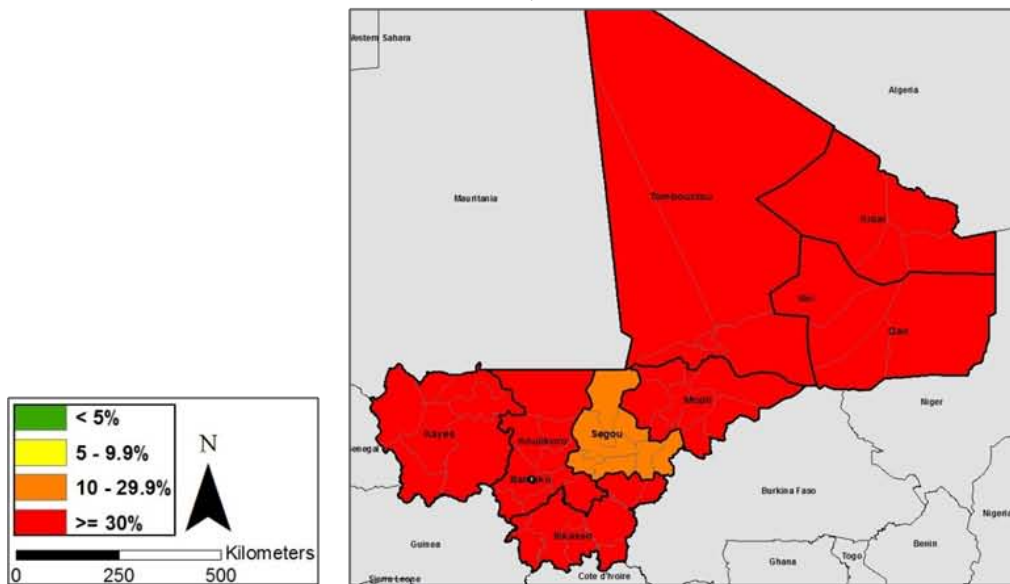 Western Sahara
Algeria
Mauritania
Tombouctou
Kidal
Gao
Niger
Mopti
Kayes
Koulikoro
Segou
Senegal
Bamako
Burkina Faso
Nigeria
Sikasso
Guinea
Benin
Ghana
Togo
Sierra Leone
Cote d'Ivoire
< 5%
5 - 9.9%
10 - 29.9%
>= 30%
N
Kilometers
0 250 500